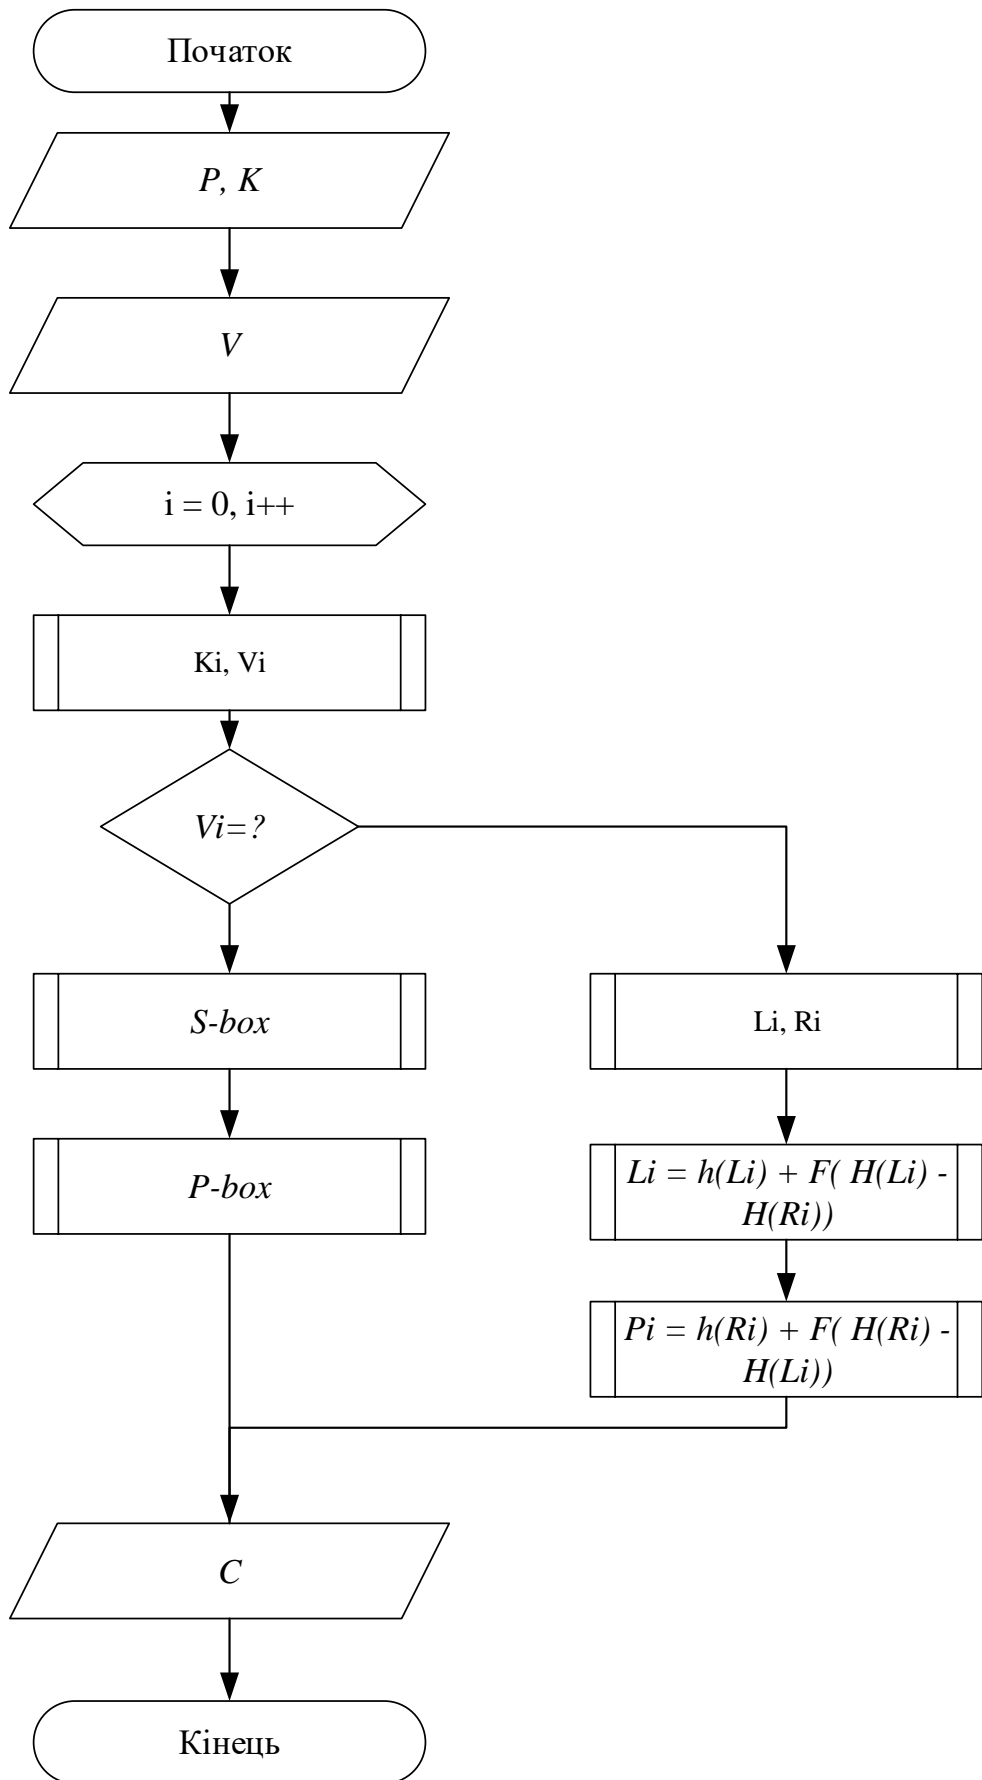 Початок
P, K
V
i = 0, i++
Ki, Vi
Vi=?
S-box
Li, Ri
P-box
Li = h(Li) + F( H(Li) -
H(Ri))
Pi = h(Ri) + F( H(Ri) -
H(Li))
C
Кінець